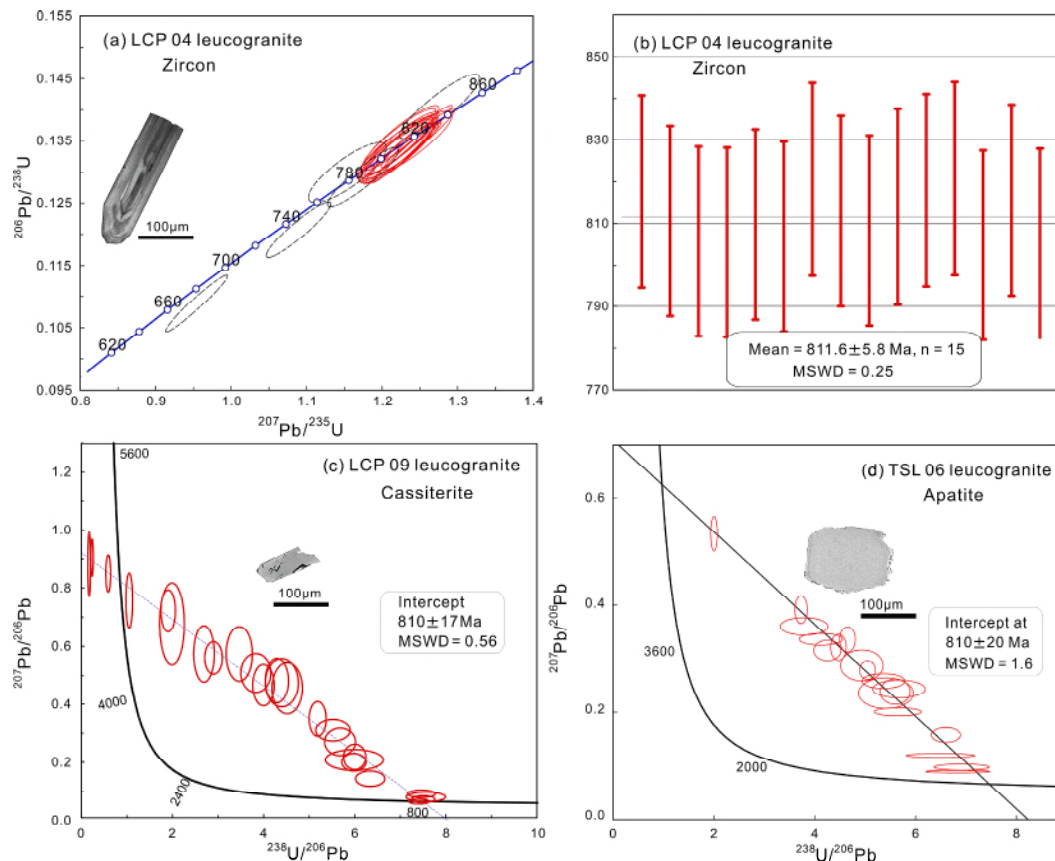 (a) LCP 04 leucogranite
Zircon
0.155
0.145
0.135
0.125
0.115
0.105
0.095
206Pb/238U
860
820
780
740
700
660
620
100μm
0.8
0.9
1.0
1.1
1.2
1.3
1.4
207Pb/235U
(b) LCP 04 leucogranite
Zircon
850
830
810
790
770
Mean = 811.6±5.8 Ma, n = 15
MSWD = 0.25
(c) LCP 09 leucogranite
Cassiterite
5600
4000
2400
800
1.2
1.0
0.8
0.6
0.4
0.2
0.0
207Pb/206Pb
100μm
Intercept
810±17Ma
MSWD = 0.56
0
2
4
6
8
10
238U/206Pb
(d) TSL 06 leucogranite
Apatite
0.6
0.4
0.2
0.0
207Pb/206Pb
3600
2000
100μm
Intercept at
810±20 Ma
MSWD = 1.6
0
2
4
6
8
238U/206Pb